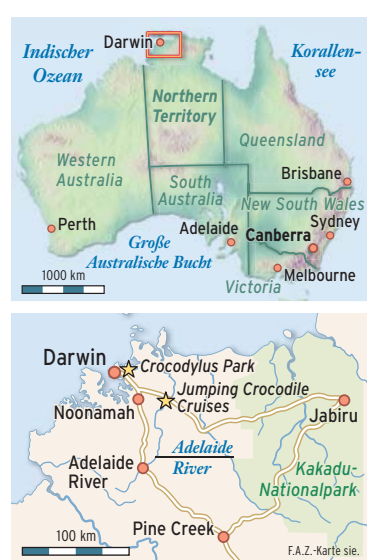 Darwin
Indischer
Ozean
Korallen-
see
Northern
Territory
Queensland
Western
Australia
South
Australia
Brisbane
New South Wales
Perth
Adelaide
Canberra
Sydney
Große
Australische Bucht
Melbourne
Victoria
1000 km
Darwin
Crocodylus Park
Jumping Crocodile
Cruises
Noonamah
Jabiru
Adelaide
River
Adelaide
River
Kakadu-
Nationalpark
Pine Creek
100 km
F.A.Z.-Karte sie.